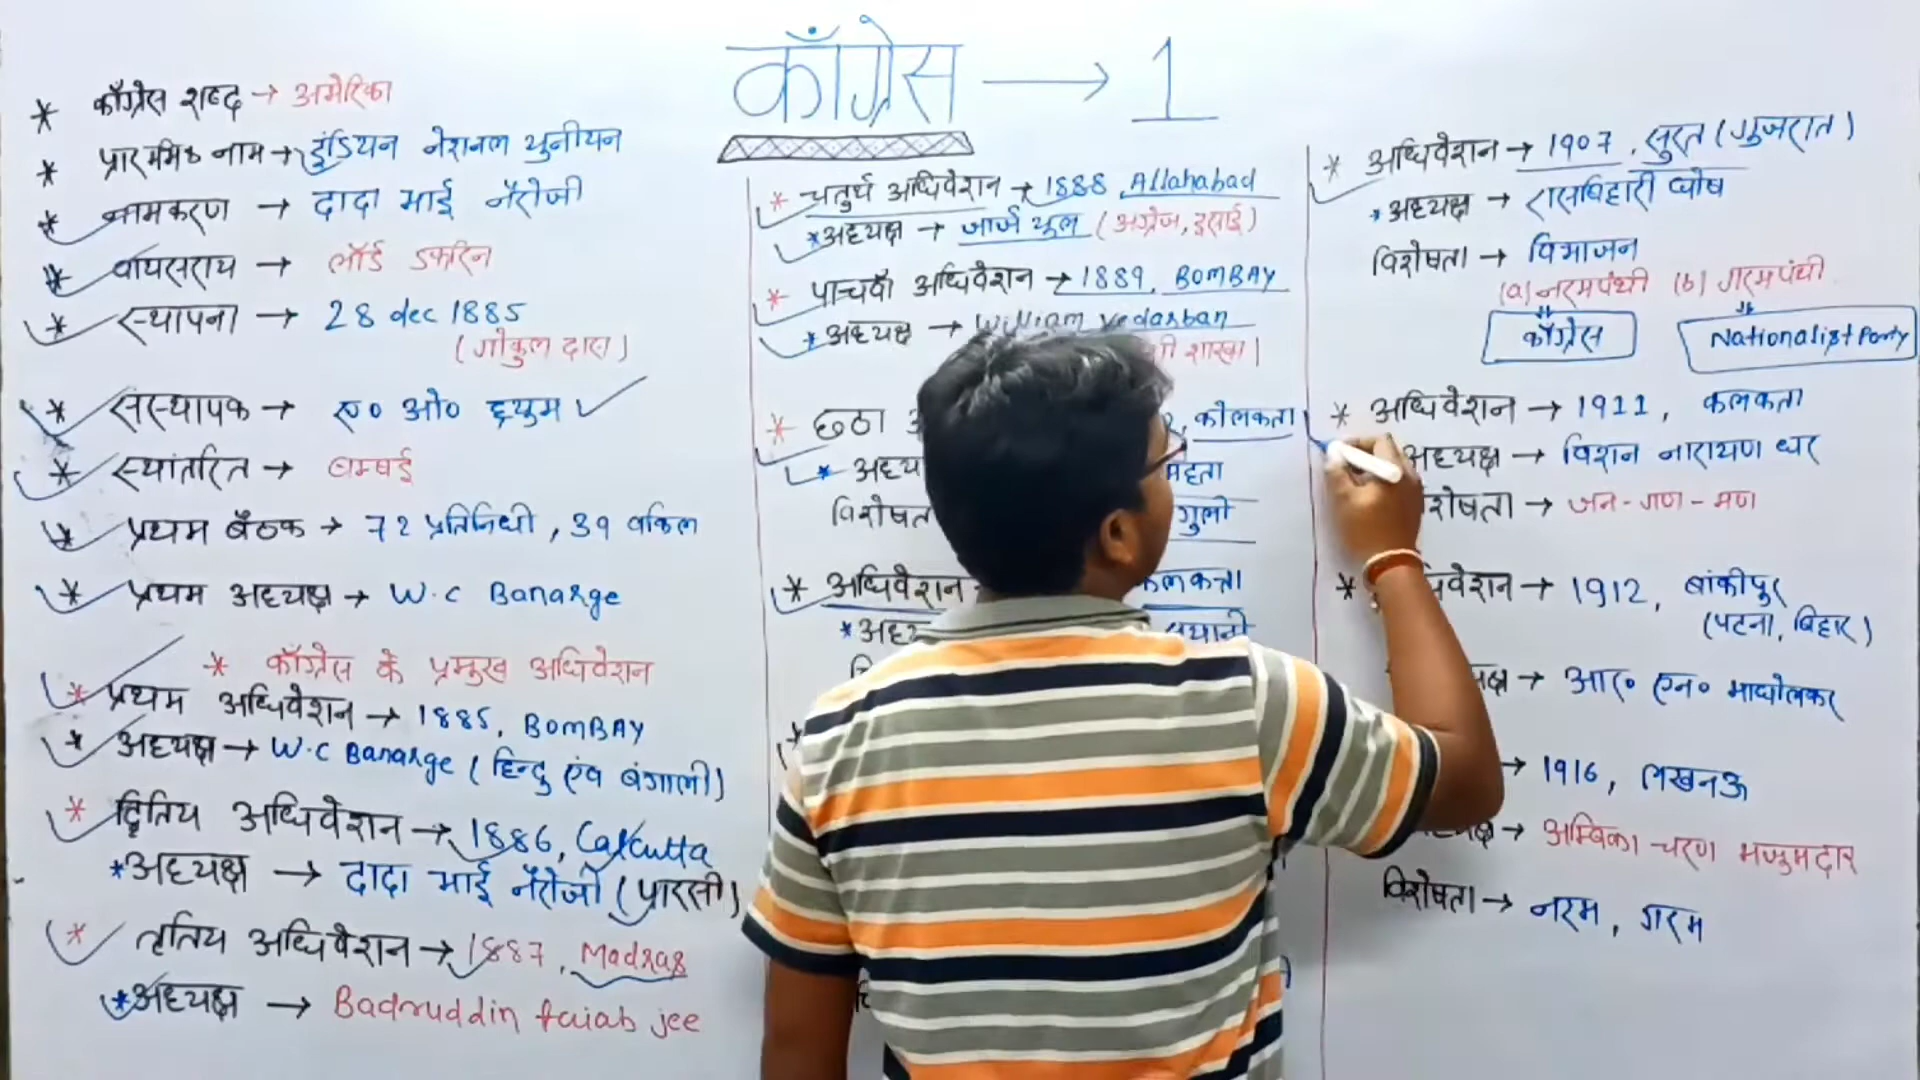 काँग्रेस → 1
* काँग्रेस शब्द → अमेरिका
* प्रारम्भिक नाम → इंडियन नेशनल यूनीयन
* नामकरण → दादा भाई नैरोजी
* वायसराय → लॉर्ड डफरिन
* स्थापना → 28 dec 1885
(गोकुल दास)
* संस्थापक → ए० ओ० ह्युम
* स्थांतरित → बम्बई
* प्रथम बैठक → 72 प्रतिनिधी, 39 वकिल
* प्रथम अध्यक्ष → W.C Banarge
* काँग्रेस के प्रमुख अधिवेशन
* प्रथम अधिवेशन → 1885, BOMBAY
* अध्यक्ष → W.C Banarge (हिन्दु एंव बंगाली)
* द्वितिय अधिवेशन → 1886, Calcutta
* अध्यक्ष → दादा भाई नैरोजी (पारसी)
* तृतिय अधिवेशन → 1887, Madras
* अध्यक्ष → Badruddin taiab jee
* चतुर्थ अधिवेशन → 1888, Allahabad
* अध्यक्ष → जार्ज युल (अंग्रेज, इसाई)
* पाचवाँ अधिवेशन → 1889, BOMBAY
* अध्यक्ष → William Vedarban
शाखा)
* छठा कोलकता
* मेहता
विशेषता
* अधिवेशन कलकत्ता
*
* अधिवेशन → 1907, सुरत (गुजरात)
* अध्यक्ष → रासबिहारी घोष
विशेषता → विभाजन
(a) नरमपंथी (b) गरमपंथी
काँग्रेस Nationalist Party
* अधिवेशन → 1911, कलकता
अध्यक्ष → विशन नारायण धर
→ जन-गण-मण
* → 1912, बांकीपुर
(पटना, बिहार)
→ आर० एन० माधोलकर
→ 1916, लखनऊ
→ अम्बिका चरण मजुमदार
विशेषता → नरम, गरम